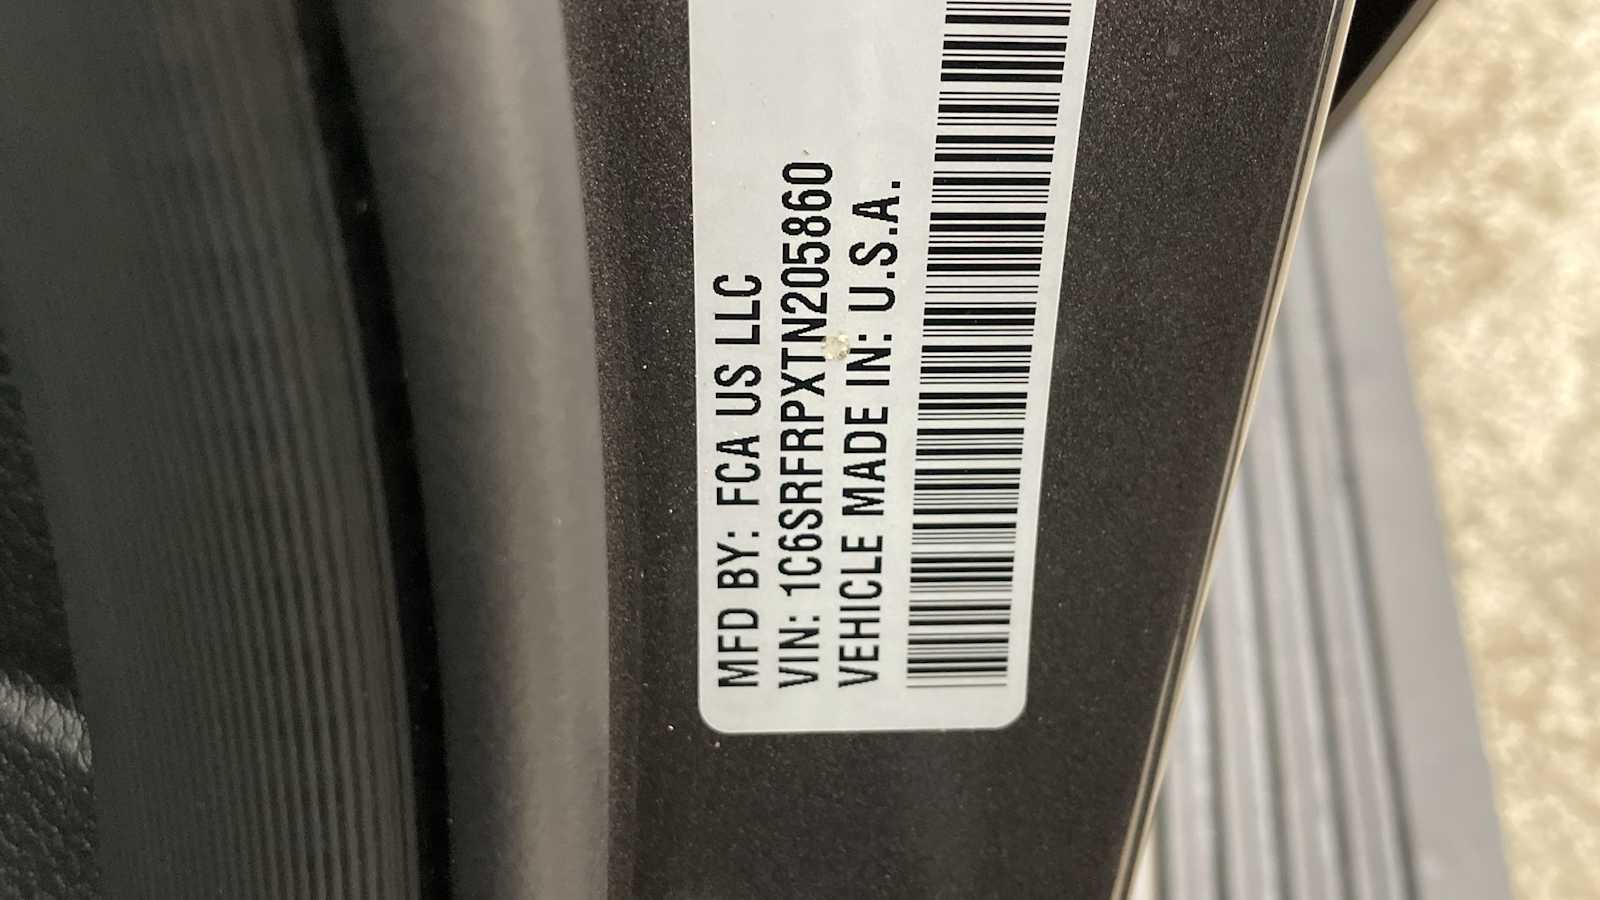 MFD BY: FCA US LLC
VIN: 1C6SRFRPXTN205860
VEHICLE MADE IN: U.S.A.